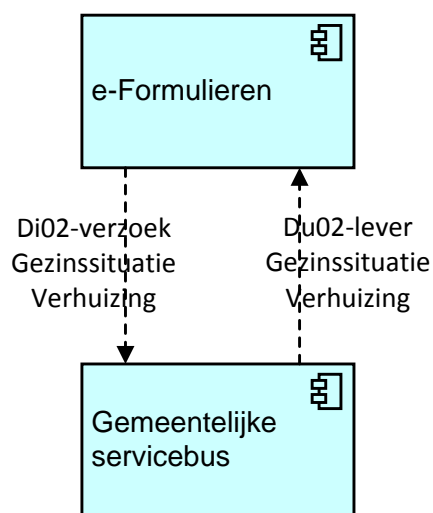 e-Formulieren
Di02-verzoek
Gezinssituatie
Verhuizing
Du02-lever
Gezinssituatie
Verhuizing
Gemeentelijke
servicebus